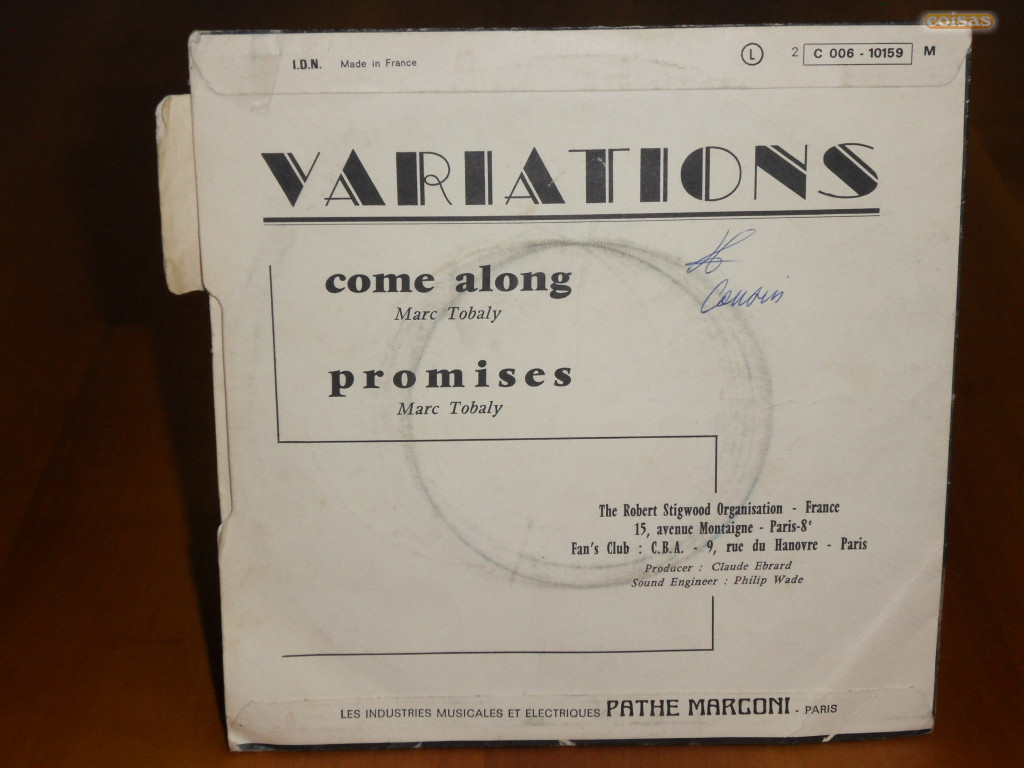 coisas
I.D.N. Made in France
L 2 C 006 - 10159 M
VARIATIONS
come along
Marc Tobaly
promises
Marc Tobaly
Cousin
The Robert Stigwood Organisation - France
15, avenue Montaigne - Paris-8e
Fan's Club : C.B.A. - 9, rue du Hanovre - Paris
Producer : Claude Ebrard
Sound Engineer : Philip Wade
LES INDUSTRIES MUSICALES ET ELECTRIQUES PATHE MARCONI - PARIS